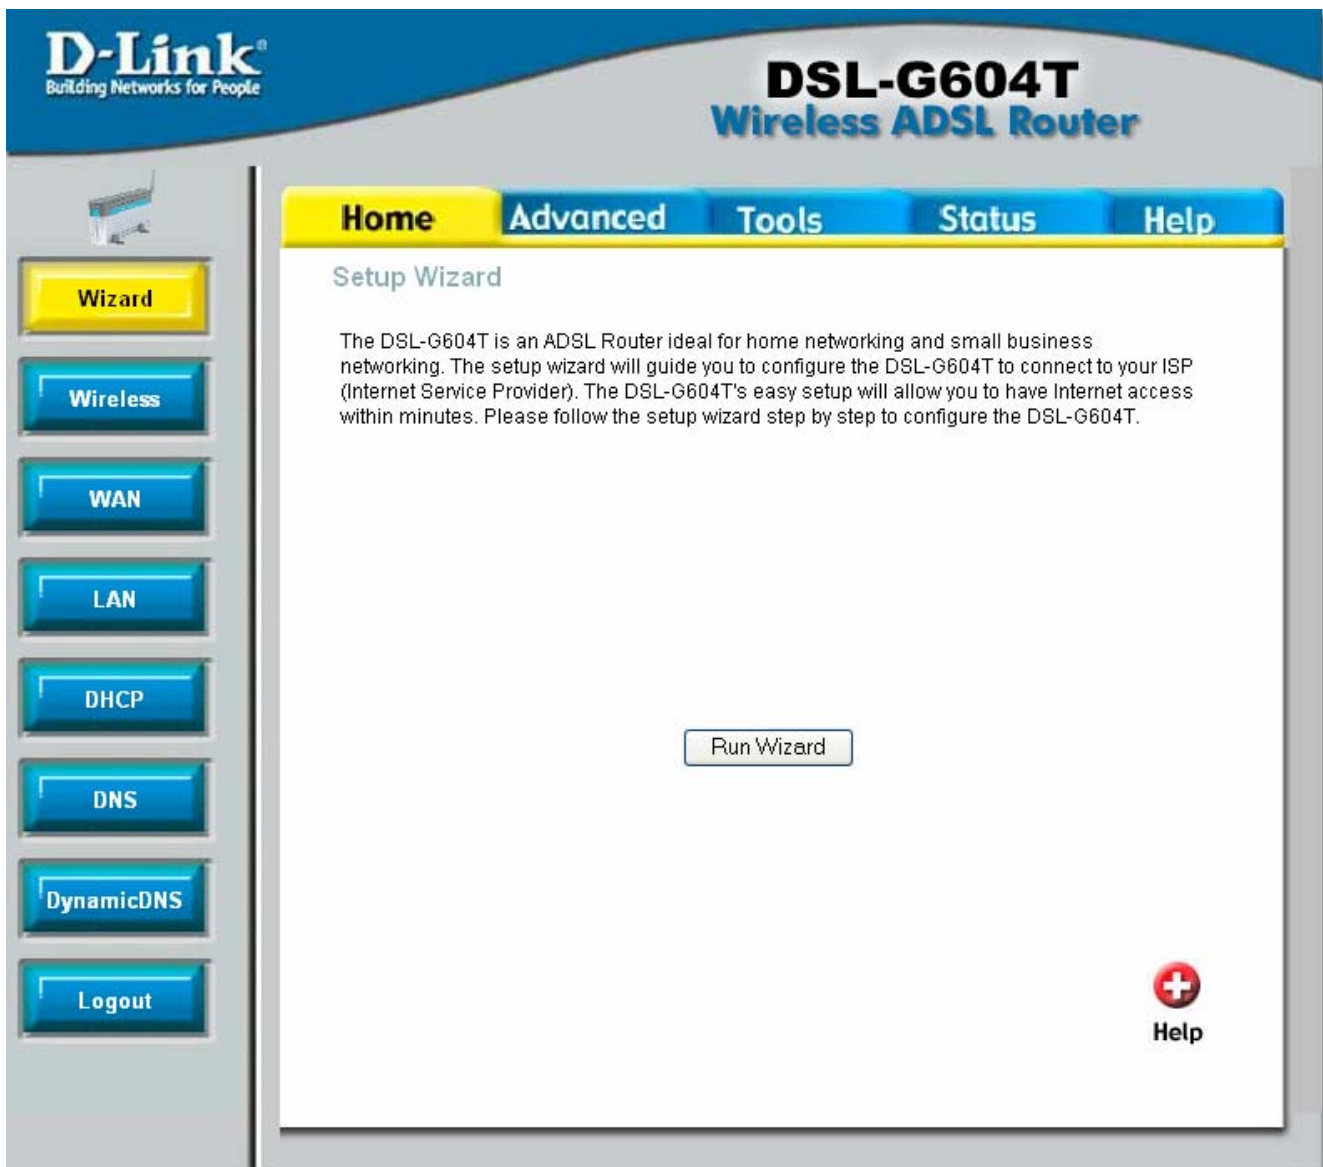 D-Link®
Building Networks for People
DSL-G604T
Wireless ADSL Router
Home
Advanced
Tools
Status
Help
Wizard
Wireless
WAN
LAN
DHCP
DNS
DynamicDNS
Logout
Setup Wizard
The DSL-G604T is an ADSL Router ideal for home networking and small business
networking. The setup wizard will guide you to configure the DSL-G604T to connect to your ISP
(Internet Service Provider). The DSL-G604T's easy setup will allow you to have Internet access
within minutes. Please follow the setup wizard step by step to configure the DSL-G604T.
Run Wizard
Help